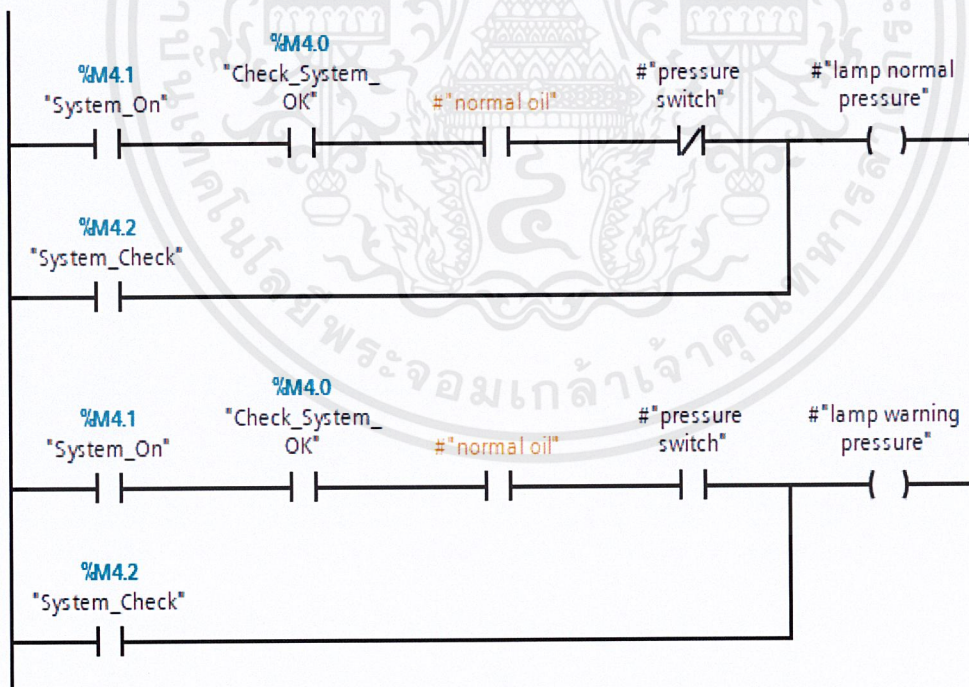 %M4.1
"System_On"
%M4.0
"Check_System_
OK"
#"normal oil"
#"pressure
switch"
#"lamp normal
pressure"
%M4.2
"System_Check"
%M4.1
"System_On"
%M4.0
"Check_System_
OK"
#"normal oil"
#"pressure
switch"
#"lamp warning
pressure"
%M4.2
"System_Check"